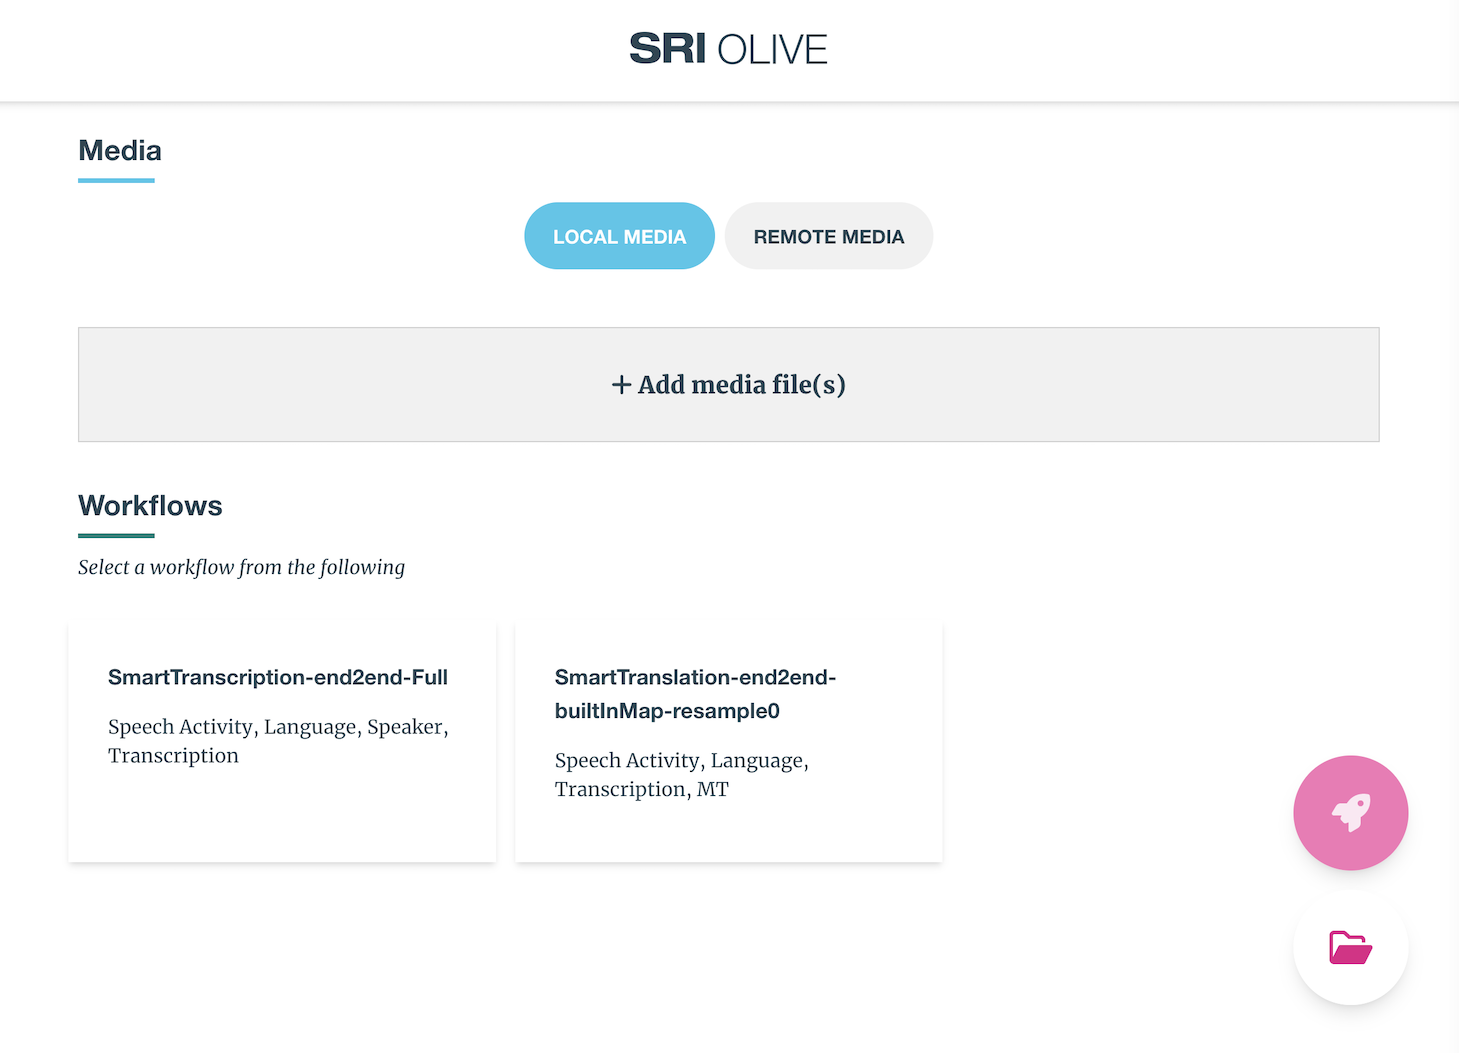 SRI OLIVE
Media
LOCAL MEDIA
REMOTE MEDIA
+ Add media file(s)
Workflows
Select a workflow from the following
SmartTranscription-end2end-Full
Speech Activity, Language, Speaker,
Transcription
SmartTranslation-end2end-
builtInMap-resample0
Speech Activity, Language,
Transcription, MT